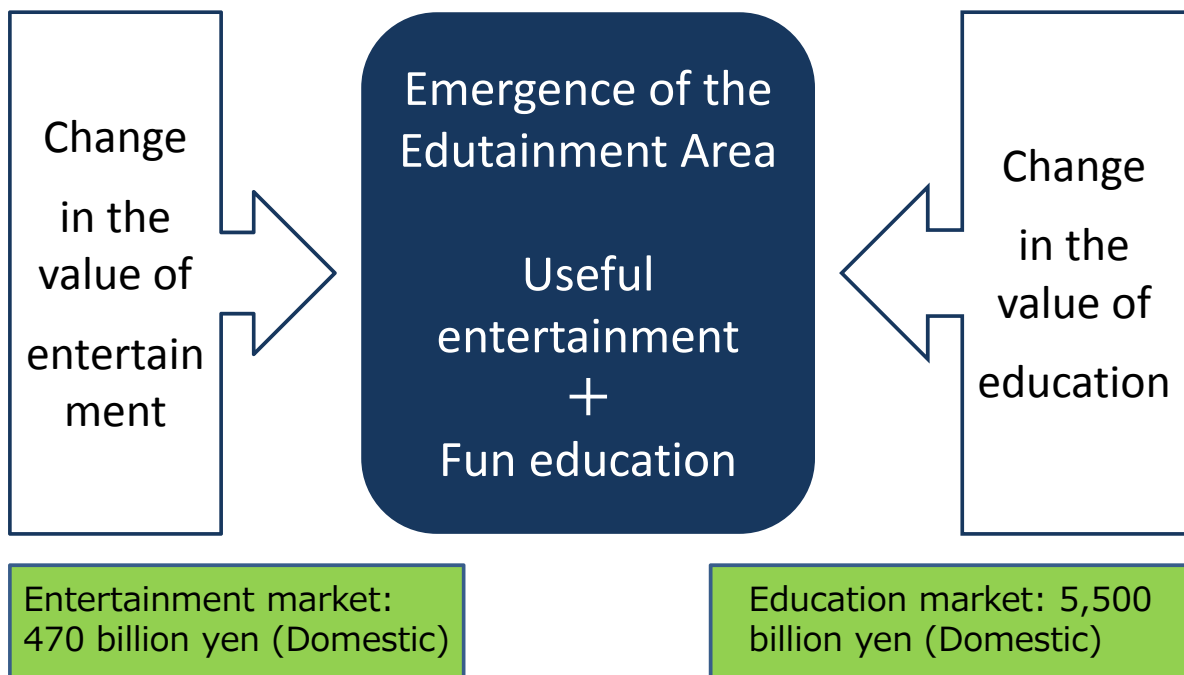 Change
in the
value of
entertain
ment
Emergence of the
Edutainment Area
Useful
entertainment
+
Fun education
Change
in the
value of
education
Entertainment market:
470 billion yen (Domestic)
Education market: 5,500
billion yen (Domestic)